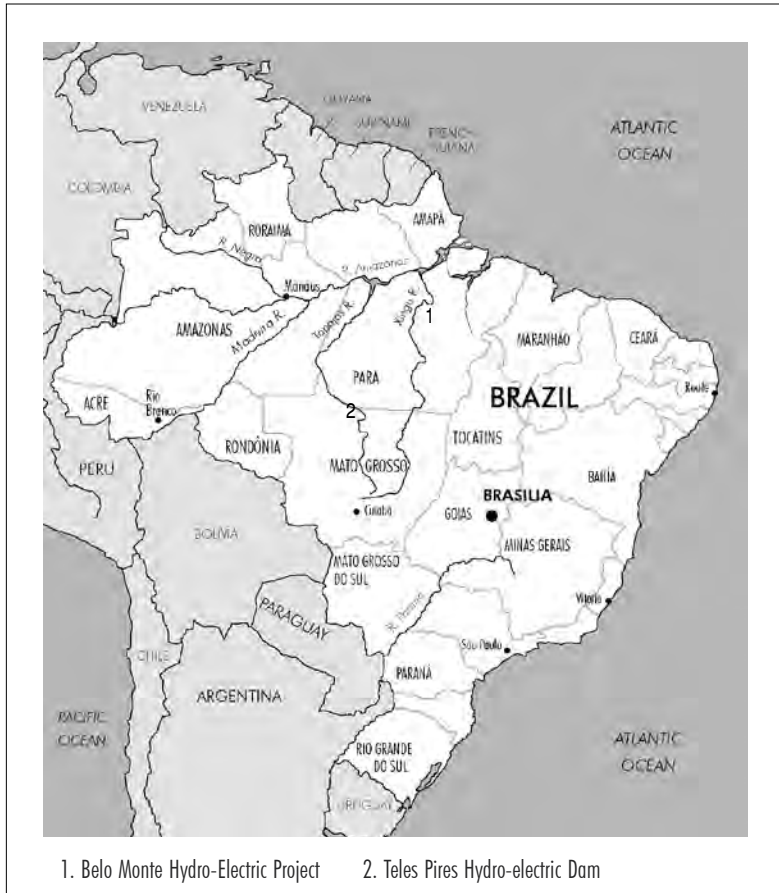 VENEZUELA
GUYANA
SURINAM
FRENCH
GUIANA
ATLANTIC
OCEAN
COLOMBIA
RORAIMA
AMAPÁ
R. Negro
R. Amazonas
Manaus
AMAZONAS
Madeira R.
Tapajos R.
Xingu R.
1
MARANHÃO
CEARÁ
PARA
ACRE
Rio
Branco
2
BRAZIL
Recife
RONDÔNIA
TOCATINS
PERU
MATO GROSSO
BAÍLIA
Cuiabá
GOIAS
BRASILIA
BOLIVIA
MINAS GERAIS
MATO GROSSO
DO SUL
PARAGUAY
R. Parana
Vitoria
São Paulo
CHILE
PARANÁ
ARGENTINA
PACIFIC
OCEAN
RIO GRANDE
DO SUL
ATLANTIC
OCEAN
URUGUAY
1. Belo Monte Hydro-Electric Project 2. Teles Pires Hydro-electric Dam